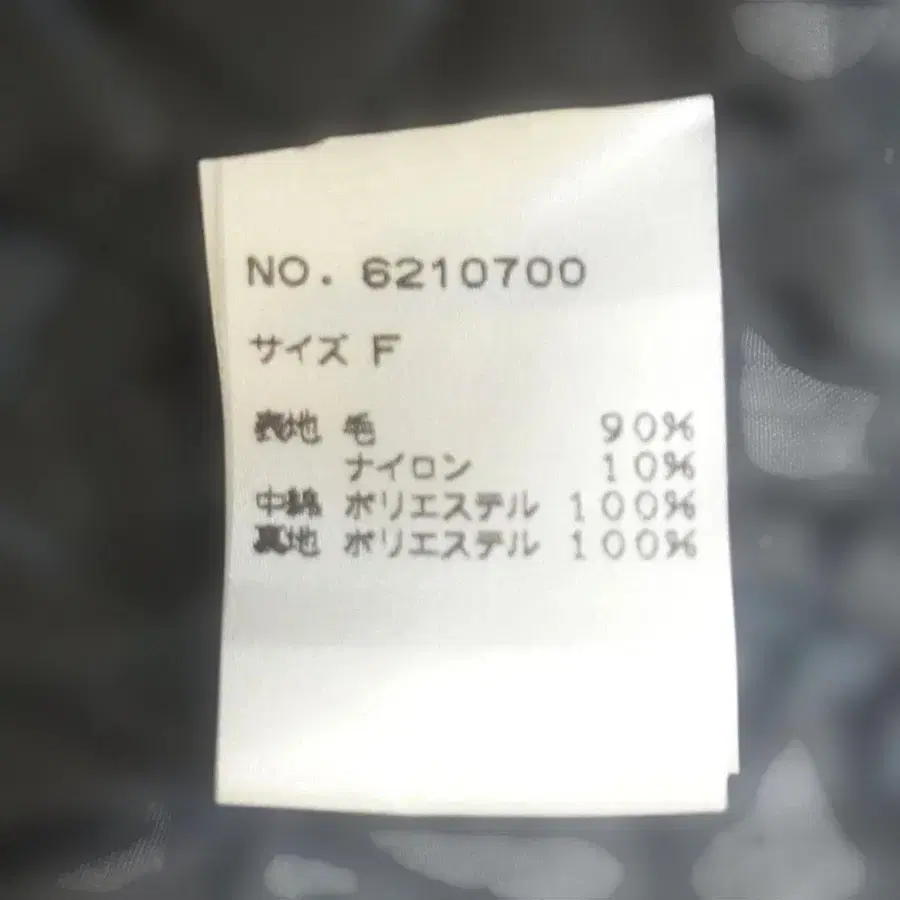 NO. 6210700
サイズ F
表地 毛 90%
ナイロン 10%
中綿 ポリエステル 100%
裏地 ポリエステル 100%